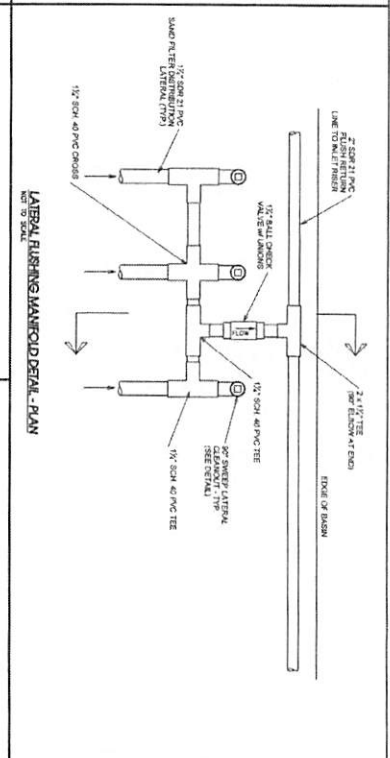 2" SDR 21 PVC
FLUSH RETURN
LINE TO INLET RISER
2 x 1½" TEE
(90° ELBOW AT END)
EDGE OF BASIN
1½" BALL CHECK
VALVE w/ UNIONS
FLOW
1½" SCH. 40 PVC TEE
1½" SDR 21 PVC
SAND FILTER DISTRIBUTION
LATERAL (TYP.)
90° SWEEP LATERAL
CLEANOUT - TYP.
(SEE DETAIL)
1½" SCH. 40 PVC CROSS
1½" SCH. 40 PVC TEE
LATERAL FLUSHING MANIFOLD DETAIL - PLAN
NOT TO SCALE